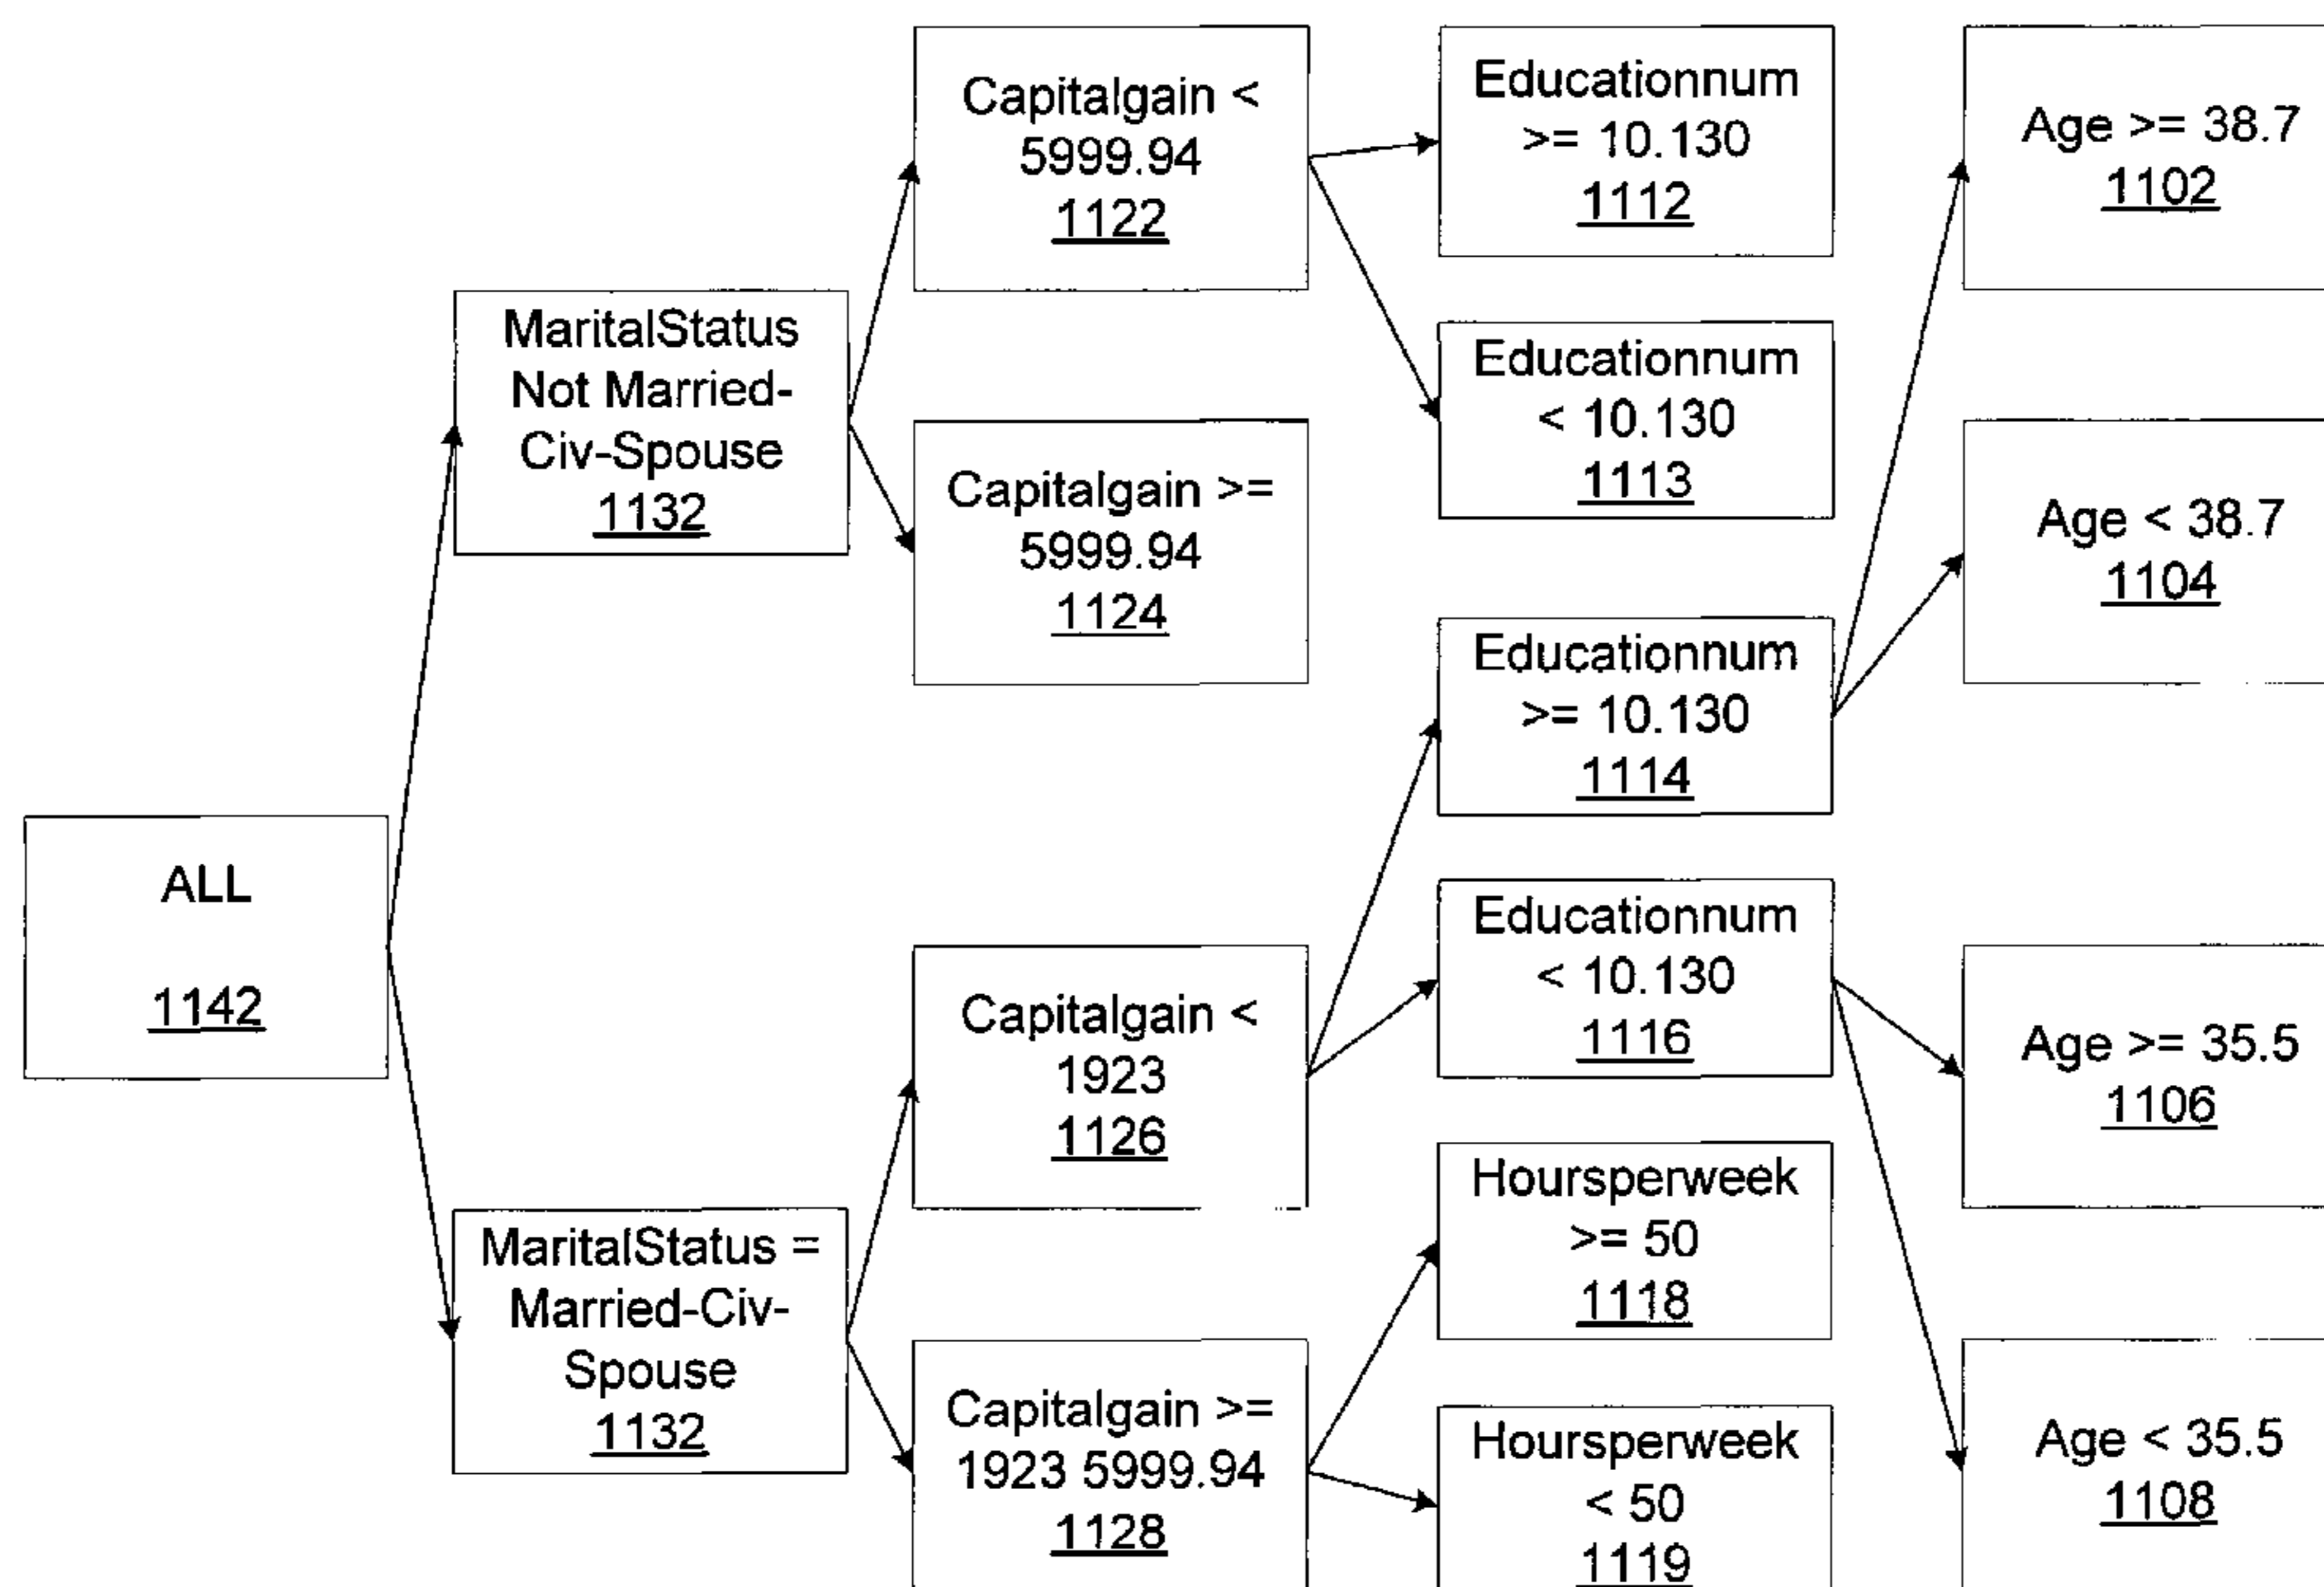 ALL
1142
MaritalStatus
Not Married-
Civ-Spouse
1132
MaritalStatus =
Married-Civ-
Spouse
1132
Capitalgain <
5999.94
1122
Capitalgain >=
5999.94
1124
Capitalgain <
1923
1126
Capitalgain >=
1923 5999.94
1128
Educationnum
>= 10.130
1112
Educationnum
< 10.130
1113
Educationnum
>= 10.130
1114
Educationnum
< 10.130
1116
Hoursperweek
>= 50
1118
Hoursperweek
< 50
1119
Age >= 38.7
1102
Age < 38.7
1104
Age >= 35.5
1106
Age < 35.5
1108